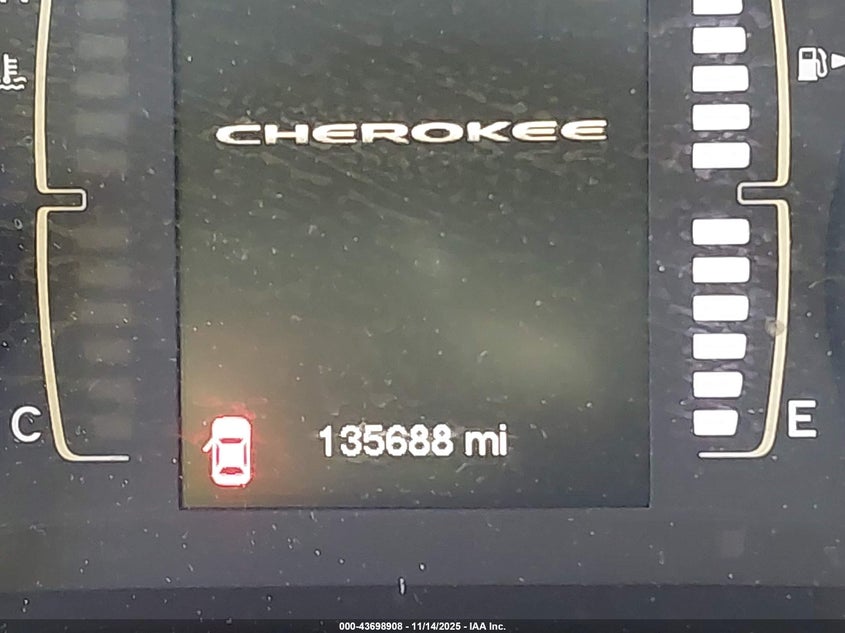 CHEROKEE
C
135688 mi
E
000-43698908 - 11/14/2025 - IAA Inc.